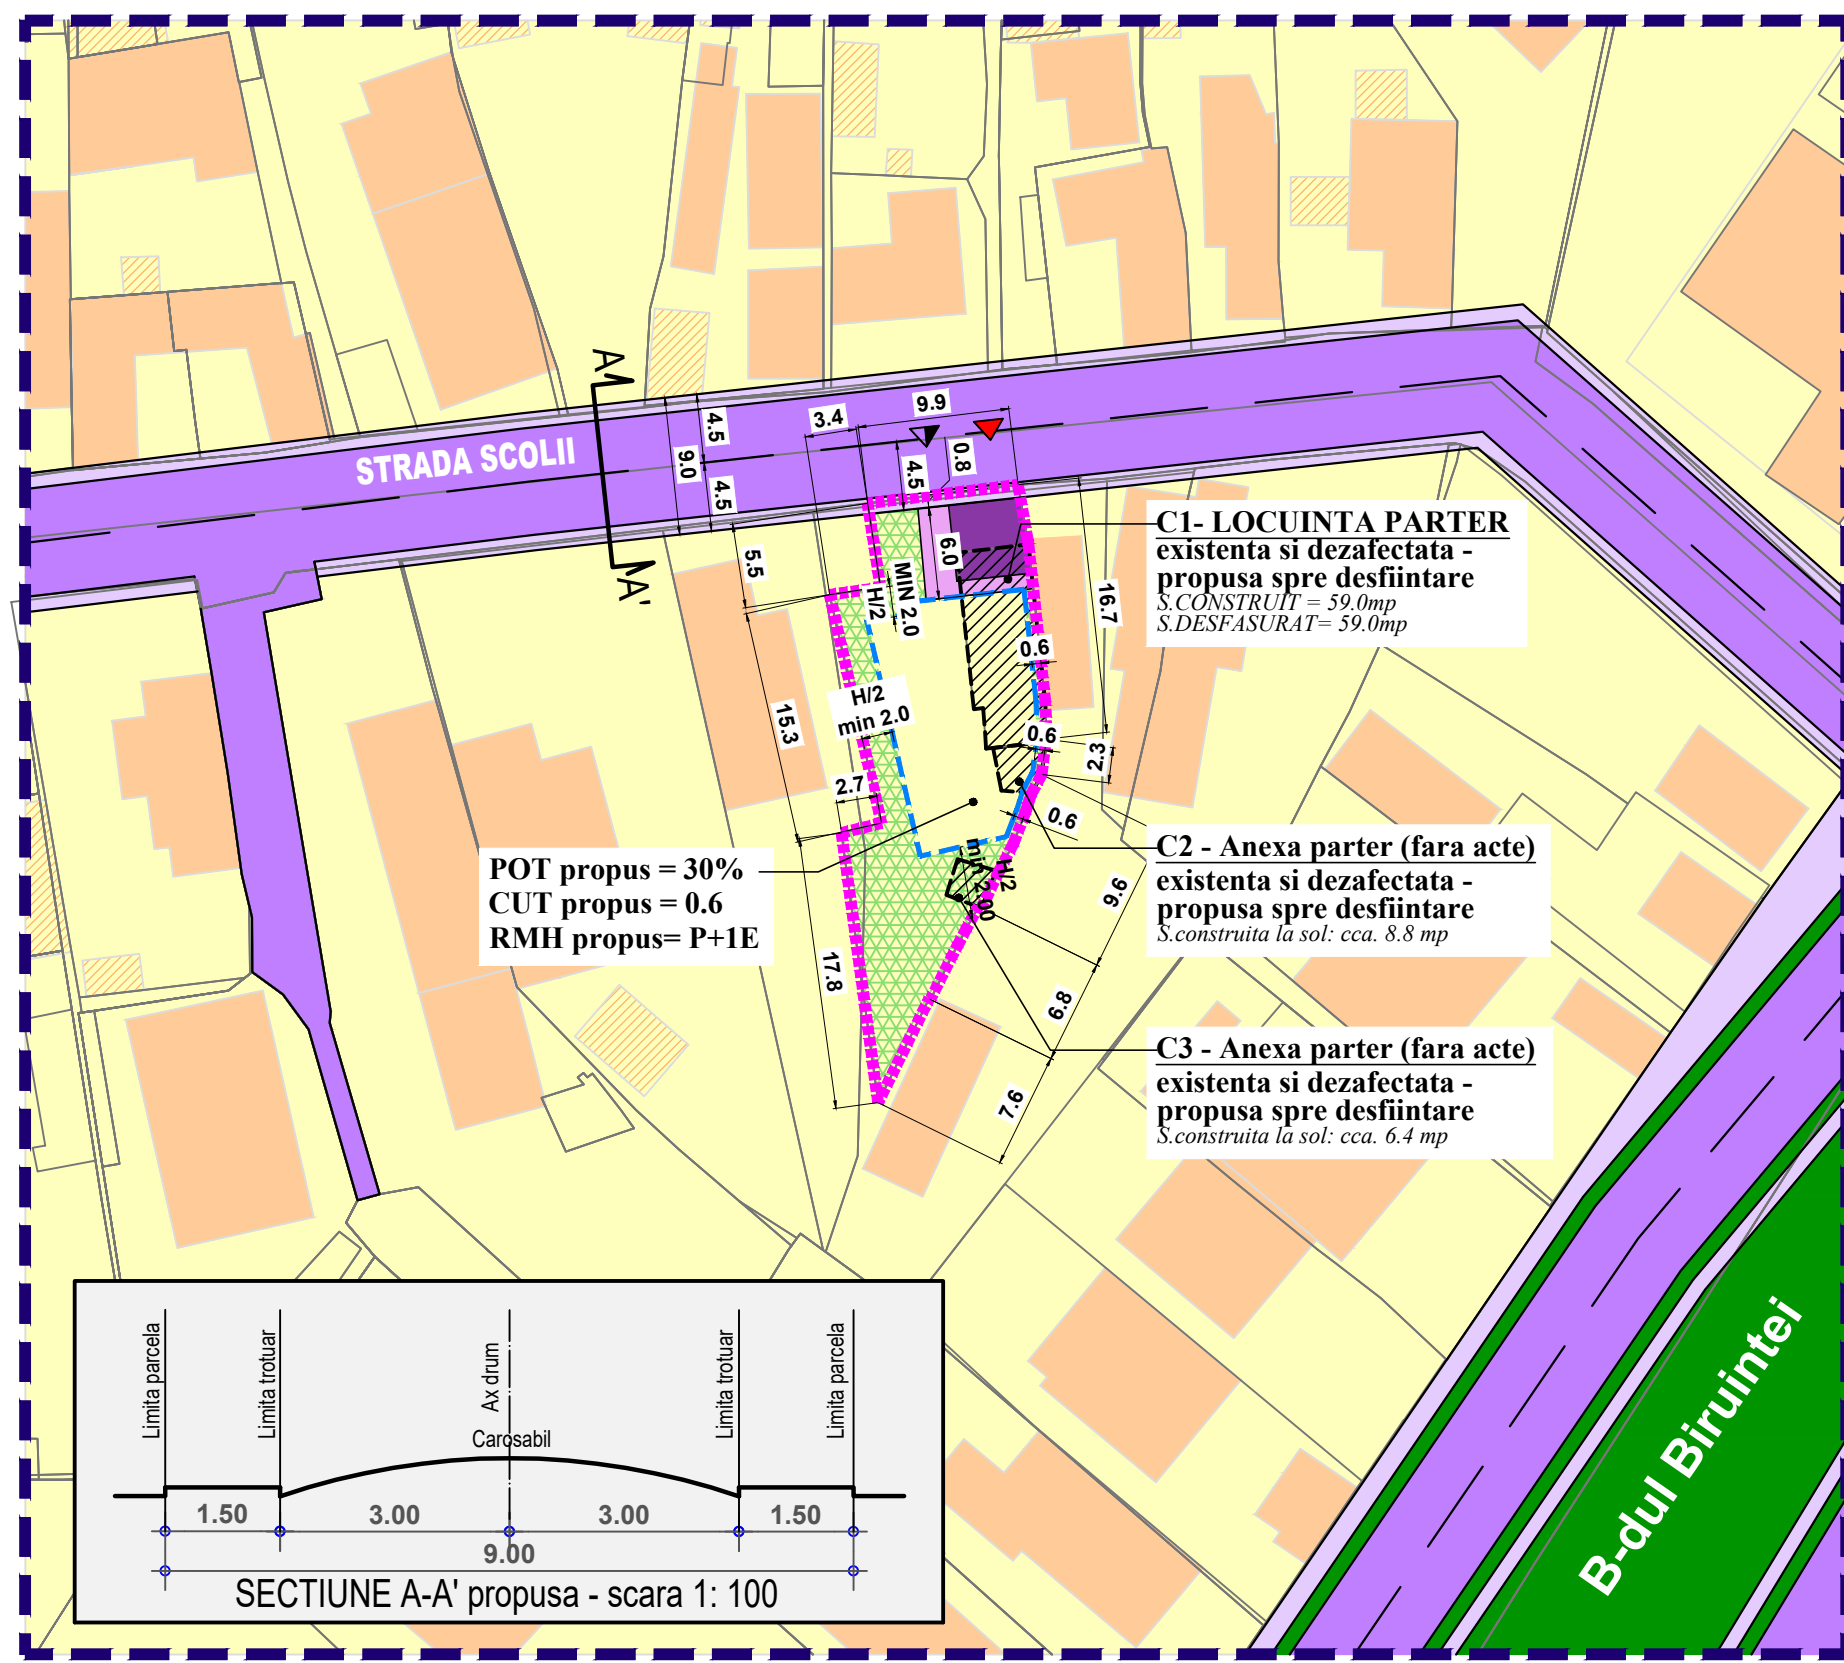 A
A'
STRADA SCOLII
4.5
9.0
4.5
3.4
9.9
4.5
0.8
6.0
5.5
MIN 2.0
H/2
16.7
0.6
H/2
min 2.0
15.3
0.6
2.3
2.7
0.6
min 2.00
H/2
9.6
17.8
6.8
7.6
C1- LOCUINTA PARTER
existenta si dezafectata -
propusa spre desfiintare
S.CONSTRUIT = 59.0mp
S.DESFASURAT= 59.0mp
POT propus = 30%
CUT propus = 0.6
RMH propus= P+1E
C2 - Anexa parter (fara acte)
existenta si dezafectata -
propusa spre desfiintare
S.construita la sol: cca. 8.8 mp
C3 - Anexa parter (fara acte)
existenta si dezafectata -
propusa spre desfiintare
S.construita la sol: cca. 6.4 mp
B-dul Biruintei
Limita parcela
Limita trotuar
Ax drum
Limita trotuar
Limita parcela
Carosabil
1.50
3.00
3.00
1.50
9.00
SECTIUNE A-A' propusa - scara 1: 100